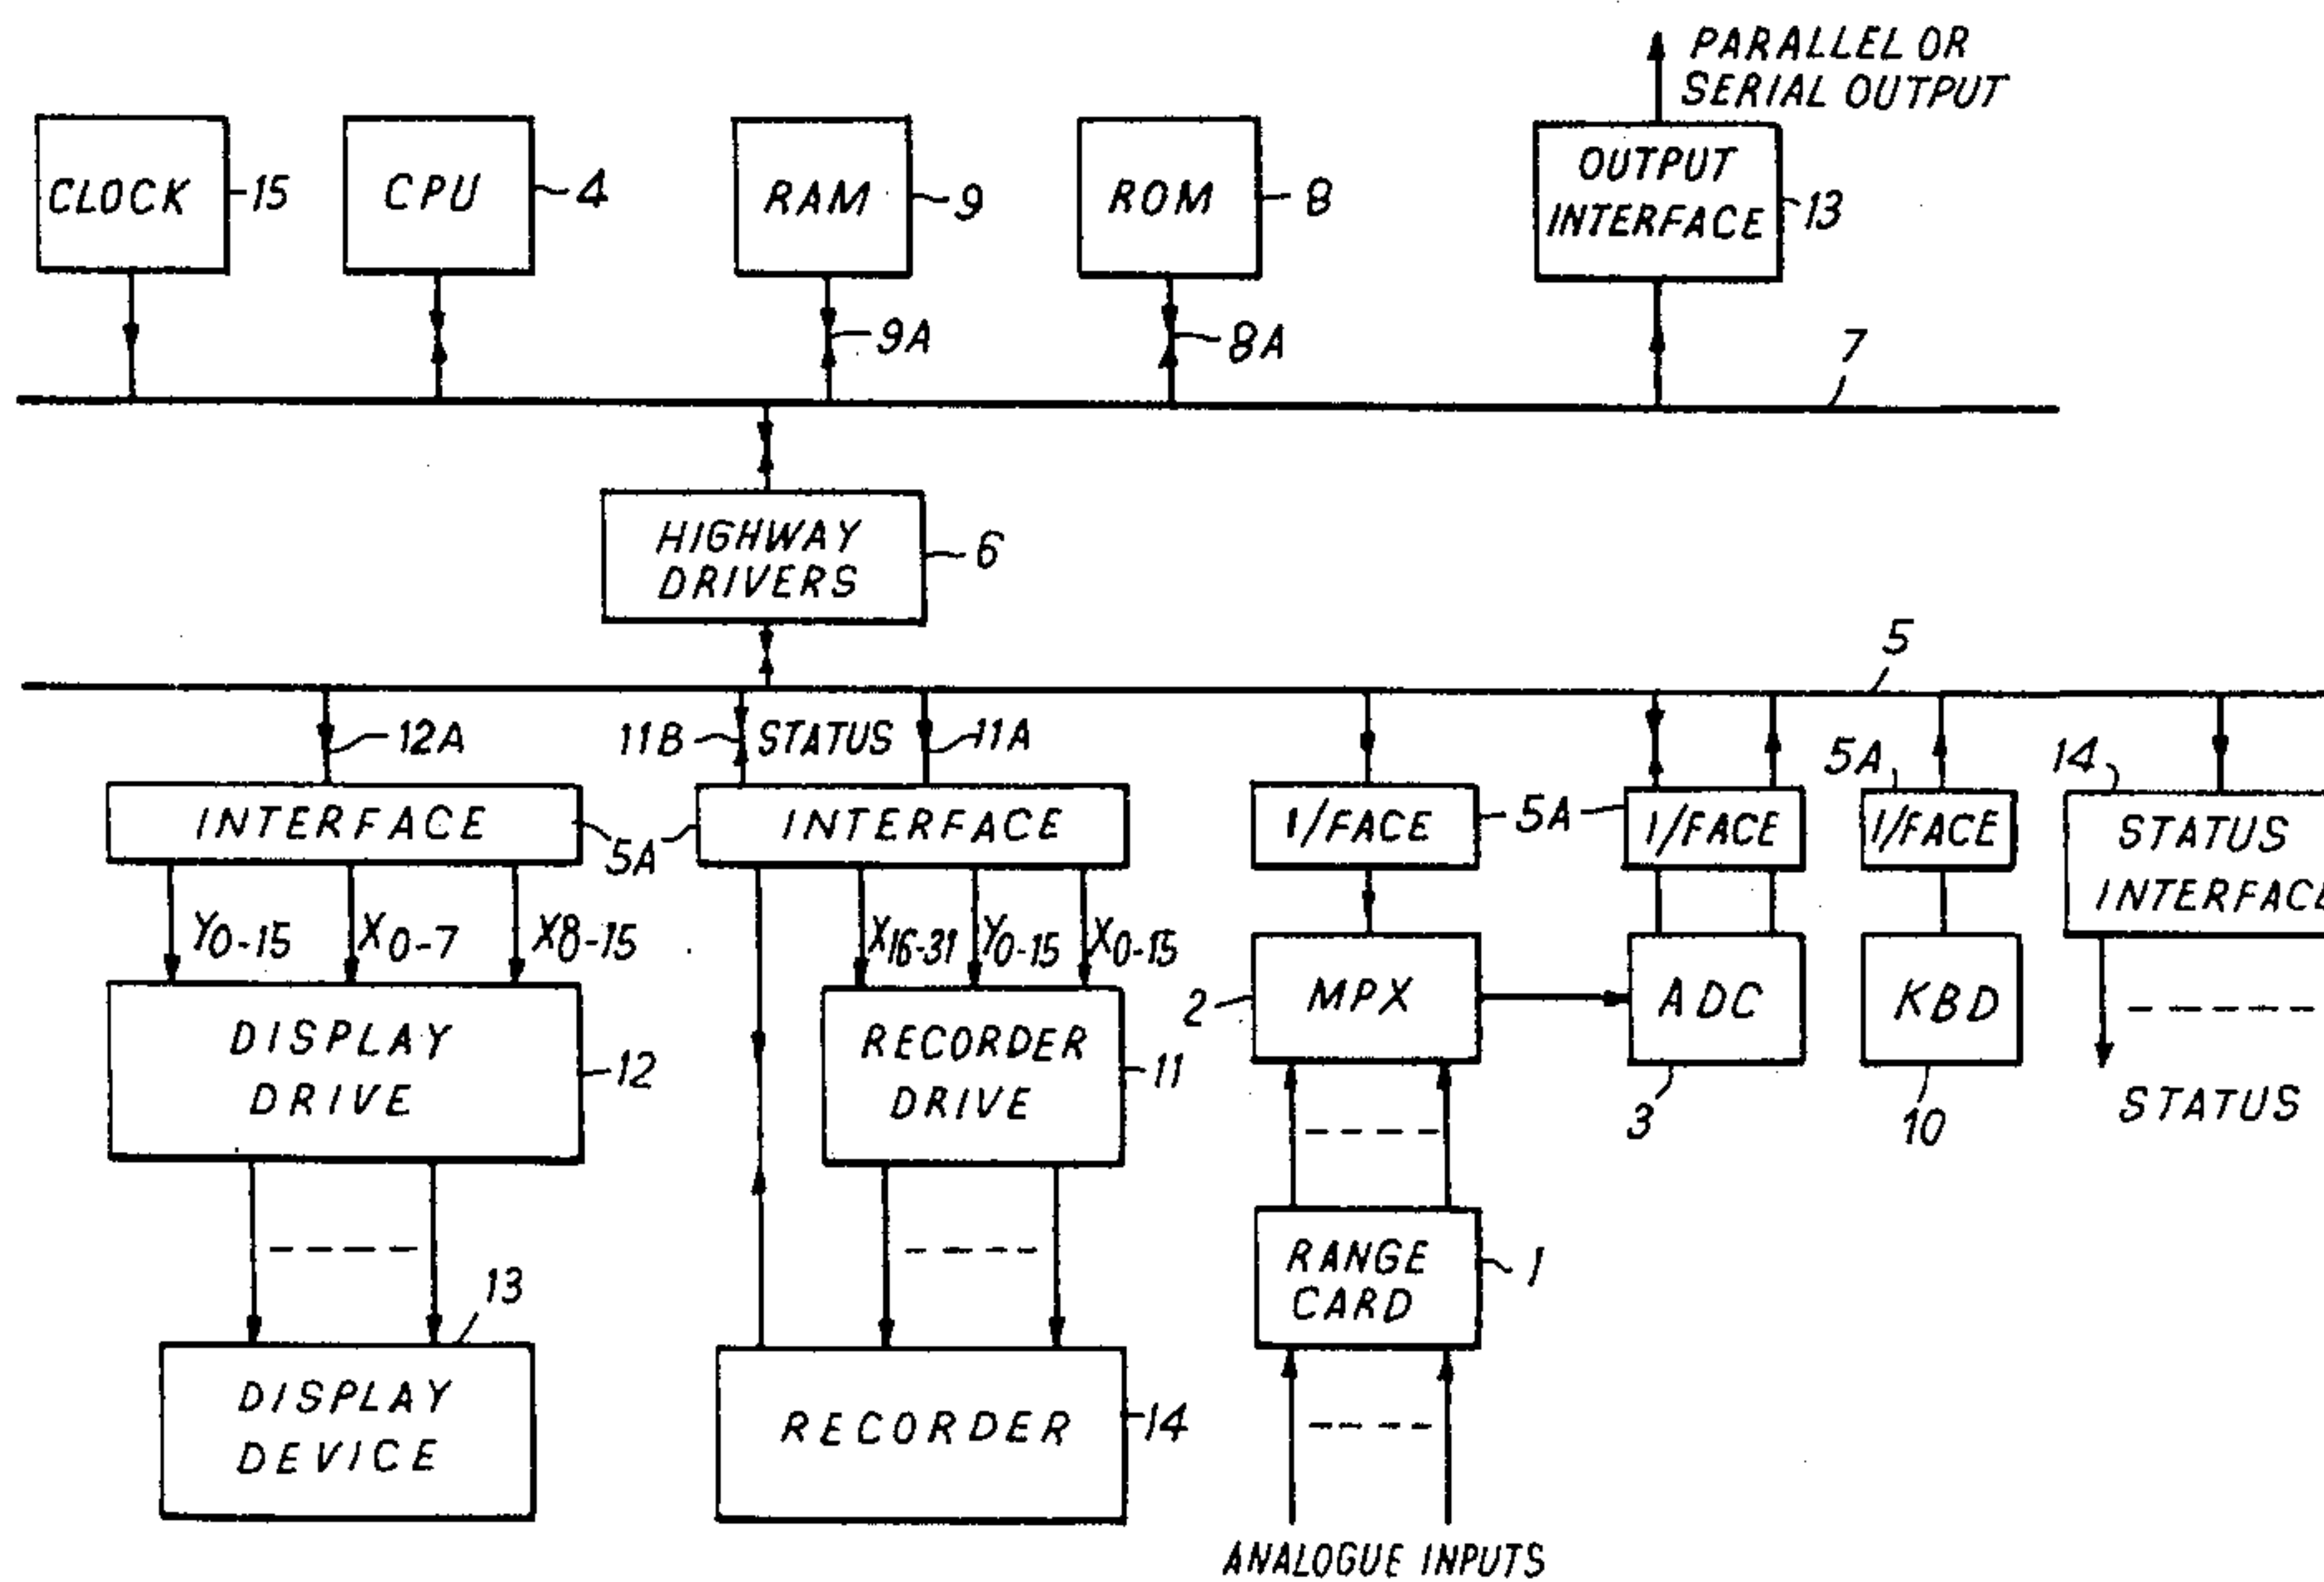 PARALLEL OR
SERIAL OUTPUT
CLOCK 15
CPU 4
RAM 9
ROM 8
OUTPUT
INTERFACE 13
9A
8A
7
HIGHWAY
DRIVERS
6
5
12A
11B STATUS 11A
5A
14
INTERFACE
5A
INTERFACE
I/FACE
5A
I/FACE
I/FACE
STATUS
INTERFACE
Y0-15 X0-7 X8-15
X16-31 Y0-15 X0-15
DISPLAY
DRIVE
12
RECORDER
DRIVE
11
2
MPX
ADC
3
KBD
10
STATUS
RANGE
CARD
1
13
DISPLAY
DEVICE
RECORDER
14
ANALOGUE INPUTS